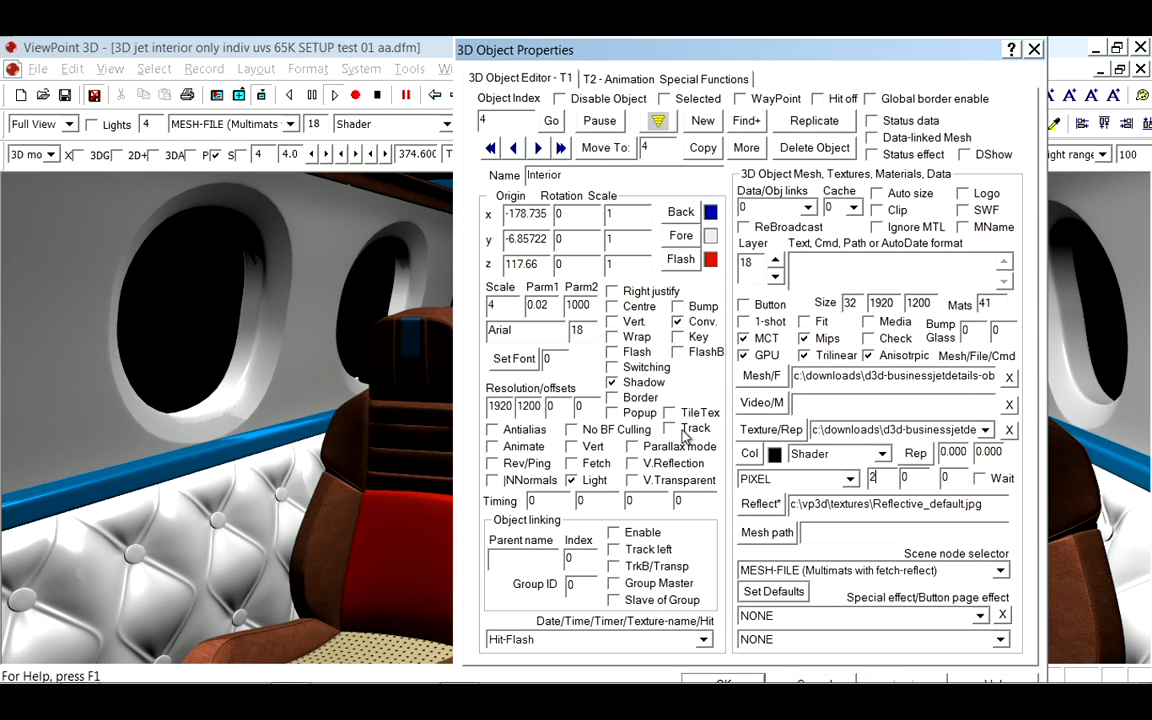 ViewPoint 3D - [3D jet interior only indiv uvs 65K SETUP test 01 aa.dfm]
File Edit View Select Record Layout Format System Tools
Full View Lights 4 MESH-FILE (Multimats 18 Shader
3D mo X 3DG 2D+ 3DA P S 4 4.0 374.600
ight range 100
3D Object Properties
3D Object Editor - T1 T2 - Animation Special Functions
Object Index Disable Object Selected WayPoint Hit off Global border enable
4 Go Pause New Find+ Replicate Status data
Data-linked Mesh
Move To: 4 Copy More Delete Object Status effect DShow
Name Interior
3D Object Mesh, Textures, Materials, Data
Origin Rotation Scale
x -178.735 0 1 Back
y -6.85722 0 1 Fore
z 117.66 0 1 Flash
Data/Obj links Cache Auto size Logo
0 0 Clip SWF
ReBroadcast Ignore MTL MName
Layer Text, Cmd, Path or AutoDate format
18
Scale Parm1 Parm2 Right justify
4 0.02 1000 Centre Bump
Vert. Conv.
Arial 18 Wrap Key
Flash FlashB
Set Font 0 Switching
Shadow
Resolution/offsets Border
1920 1200 0 0 Popup TileTex
Track
Antialias No BF Culling
Animate Vert Parallax mode
Rev/Ping Fetch V.Reflection
|NNormals Light V.Transparent
Timing 0 0 0 0
Button Size 32 1920 1200 Mats 41
1-shot Fit Media Bump 0 0
MCT Mips Check Glass
GPU Trilinear Anisotrpic Mesh/File/Cmd
Mesh/F c:\downloads\d3d-businessjetdetails-ob X
Video/M X
Texture/Rep c:\downloads\d3d-businessjetde X
Col Shader Rep 0.000 0.000
PIXEL 2 0 0 Wait
Reflect* c:\vp3d\textures\Reflective_default.jpg
Mesh path
Object linking
Parent name Index Enable
0 Track left
TrkB/Transp
Group ID 0 Group Master
Slave of Group
Date/Time/Timer/Texture-name/Hit
Hit-Flash
Scene node selector
MESH-FILE (Multimats with fetch-reflect)
Set Defaults Special effect/Button page effect
NONE X
NONE
For Help, press F1